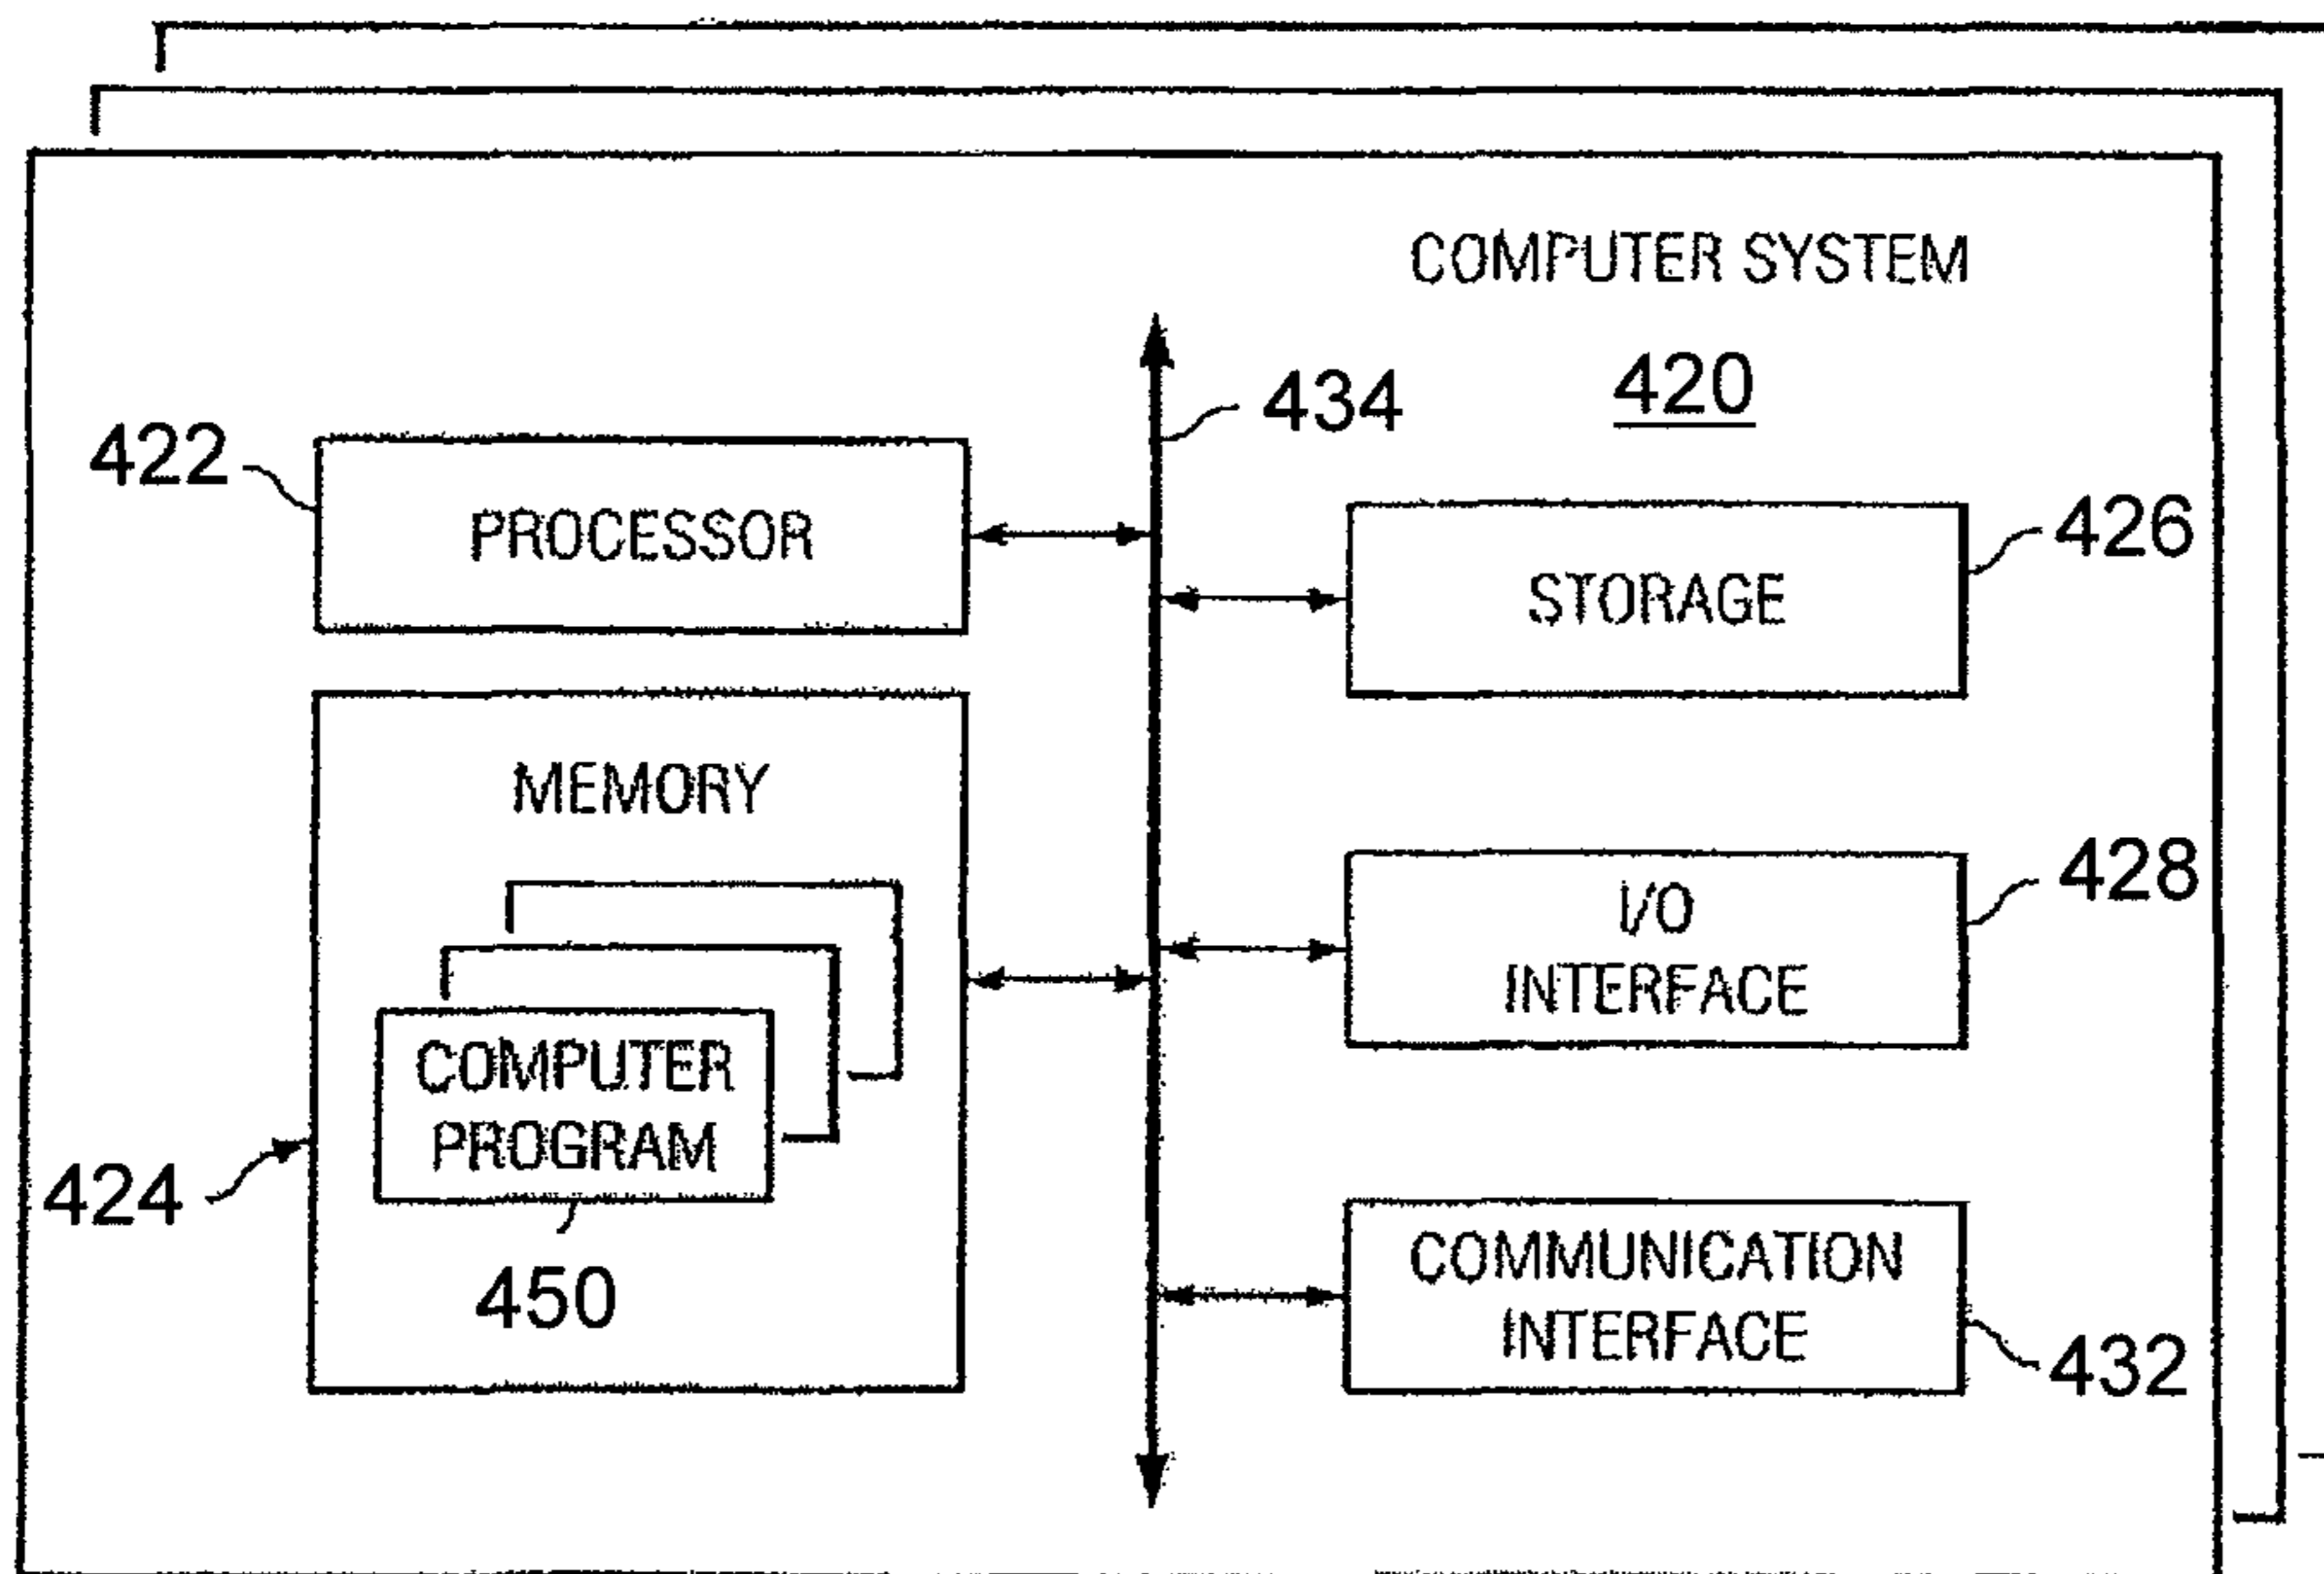 COMPUTER SYSTEM
420
434
422
PROCESSOR
426
STORAGE
MEMORY
428
I/O
INTERFACE
COMPUTER
PROGRAM
424
450
COMMUNICATION
INTERFACE
432